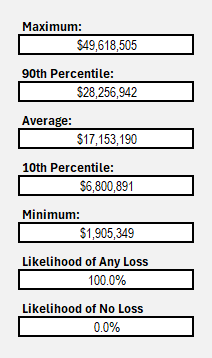 Maximum:
$49,618,505
90th Percentile:
$28,256,942
Average:
$17,153,190
10th Percentile:
$6,800,891
Minimum:
$1,905,349
Likelihood of Any Loss
100.0%
Likelihood of No Loss
0.0%